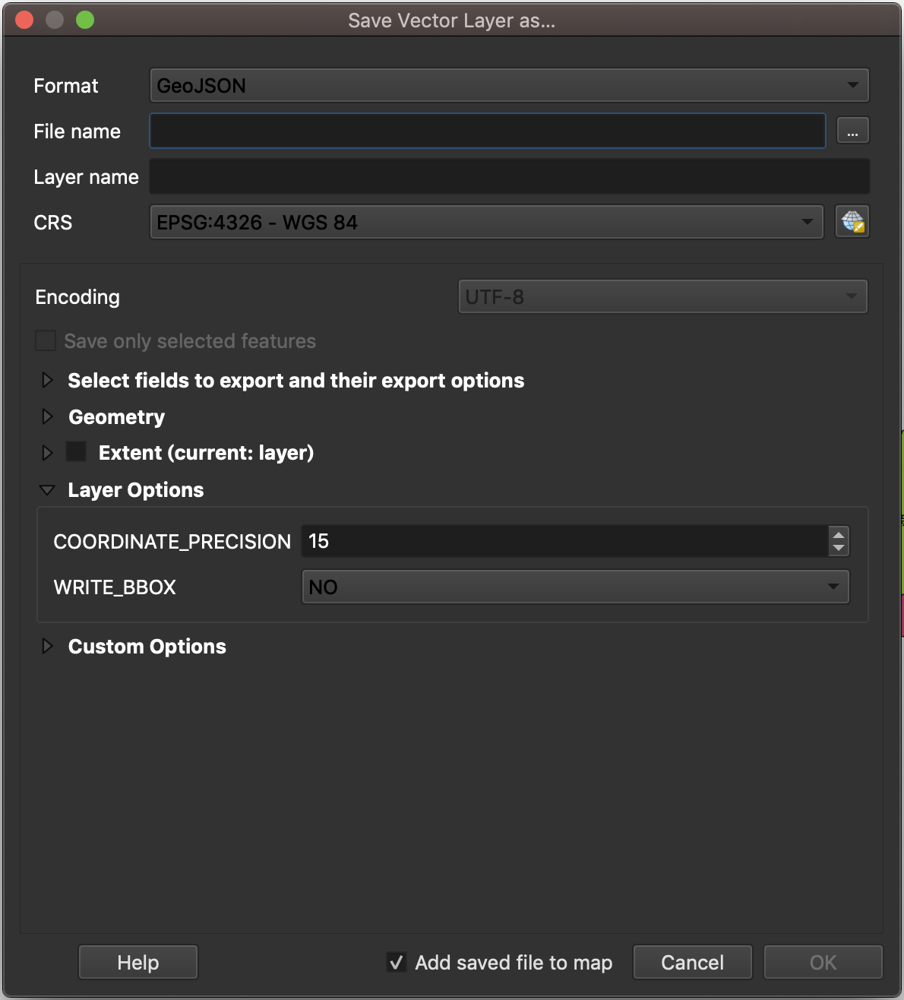 Save Vector Layer as...
Format GeoJSON
File name ...
Layer name
CRS EPSG:4326 - WGS 84
Encoding UTF-8
Save only selected features
Select fields to export and their export options
Geometry
Extent (current: layer)
Layer Options
COORDINATE_PRECISION 15
WRITE_BBOX NO
Custom Options
Help Add saved file to map Cancel OK